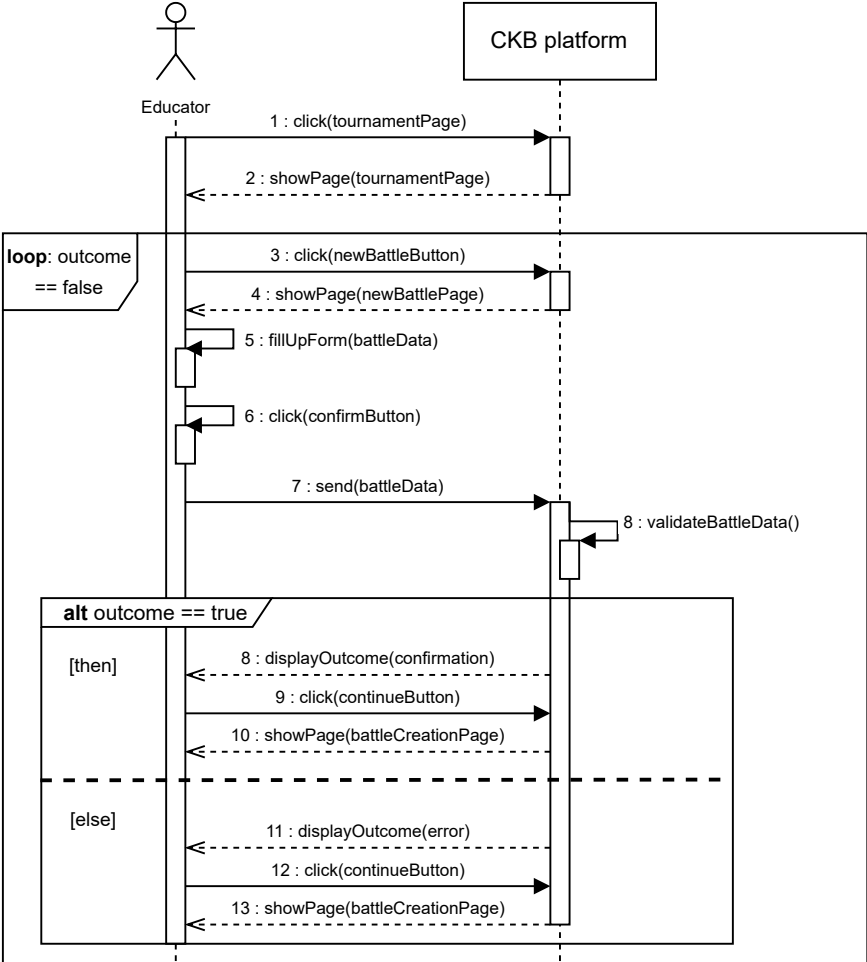 CKB platform
Educator
1 : click(tournamentPage)
2 : showPage(tournamentPage)
loop: outcome
== false
3 : click(newBattleButton)
4 : showPage(newBattlePage)
5 : fillUpForm(battleData)
6 : click(confirmButton)
7 : send(battleData)
8 : validateBattleData()
alt outcome == true
[then]
8 : displayOutcome(confirmation)
9 : click(continueButton)
10 : showPage(battleCreationPage)
[else]
11 : displayOutcome(error)
12 : click(continueButton)
13 : showPage(battleCreationPage)